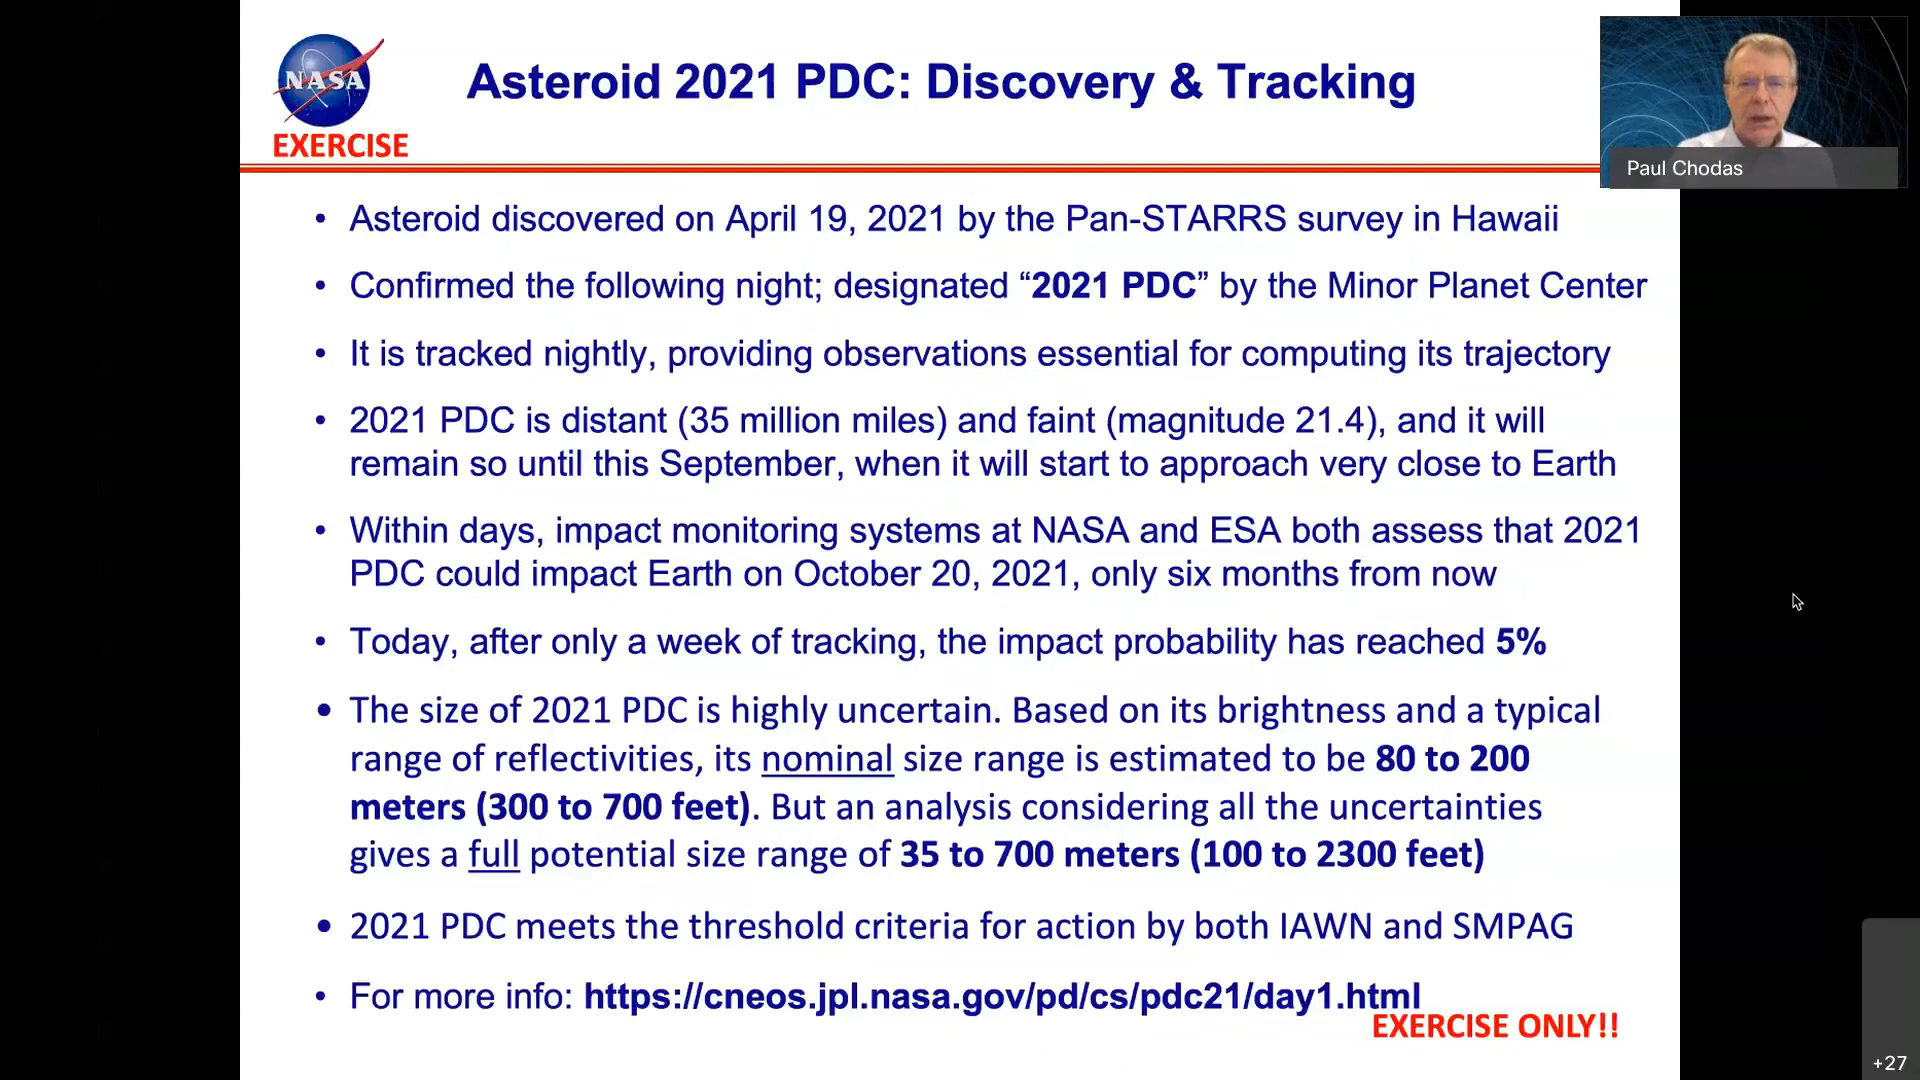 NASA
EXERCISE
Asteroid 2021 PDC: Discovery & Tracking
Paul Chodas
• Asteroid discovered on April 19, 2021 by the Pan-STARRS survey in Hawaii
• Confirmed the following night; designated “2021 PDC” by the Minor Planet Center
• It is tracked nightly, providing observations essential for computing its trajectory
• 2021 PDC is distant (35 million miles) and faint (magnitude 21.4), and it will
remain so until this September, when it will start to approach very close to Earth
• Within days, impact monitoring systems at NASA and ESA both assess that 2021
PDC could impact Earth on October 20, 2021, only six months from now
• Today, after only a week of tracking, the impact probability has reached 5%
• The size of 2021 PDC is highly uncertain. Based on its brightness and a typical
range of reflectivities, its nominal size range is estimated to be 80 to 200
meters (300 to 700 feet). But an analysis considering all the uncertainties
gives a full potential size range of 35 to 700 meters (100 to 2300 feet)
• 2021 PDC meets the threshold criteria for action by both IAWN and SMPAG
• For more info: https://cneos.jpl.nasa.gov/pd/cs/pdc21/day1.html
EXERCISE ONLY!!
+27